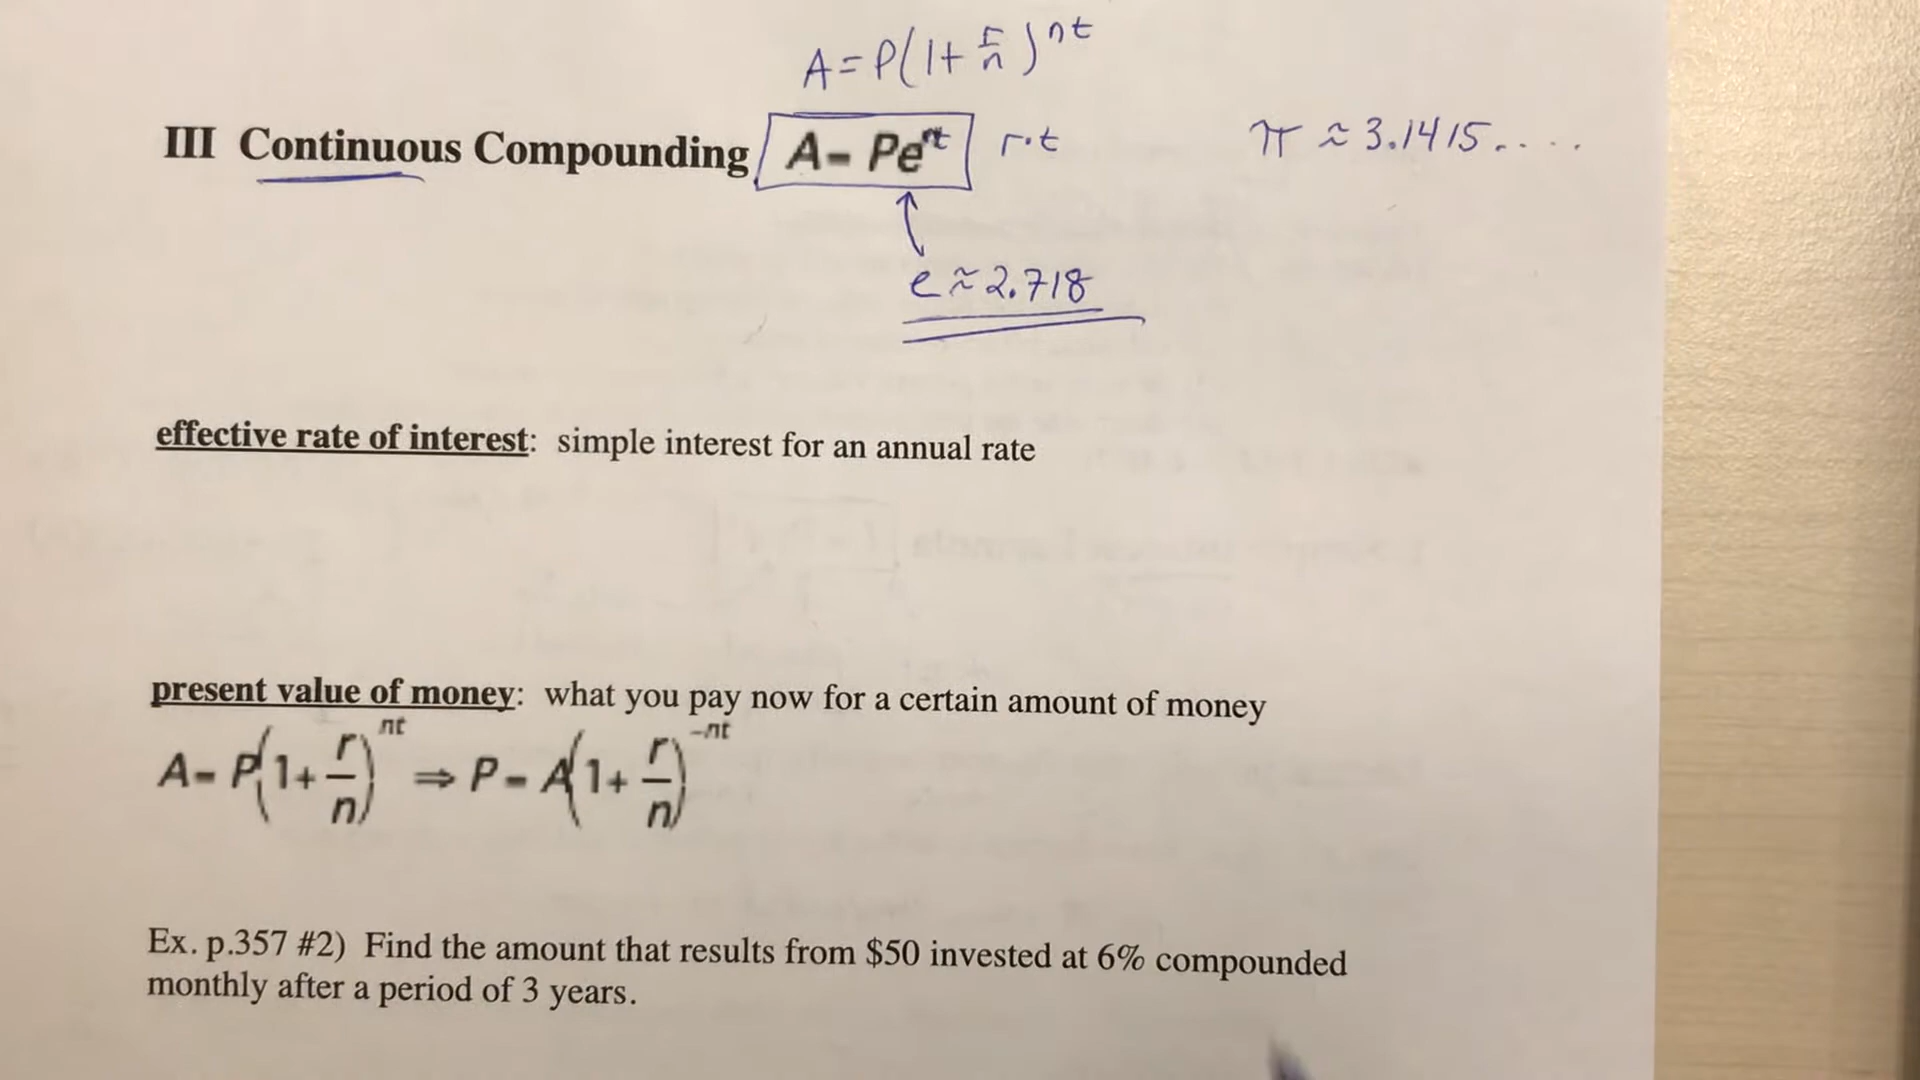 A=P(1+r/n)^nt
III Continuous Compounding A= Pe^rt r·t π ≈ 3.1415.....
e≈2.718
effective rate of interest: simple interest for an annual rate
present value of money: what you pay now for a certain amount of money
A= P(1+r/n)^nt ⇒ P= A(1+r/n)^-nt
Ex. p.357 #2) Find the amount that results from $50 invested at 6% compounded
monthly after a period of 3 years.